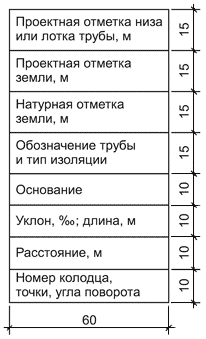 Проектная отметка низа
или лотка трубы, м
15
Проектная отметка
земли, м
15
Натурная отметка
земли, м
15
Обозначение трубы
и тип изоляции
15
Основание
10
Уклон, ‰; длина, м
10
Расстояние, м
10
Номер колодца,
точки, угла поворота
10
60